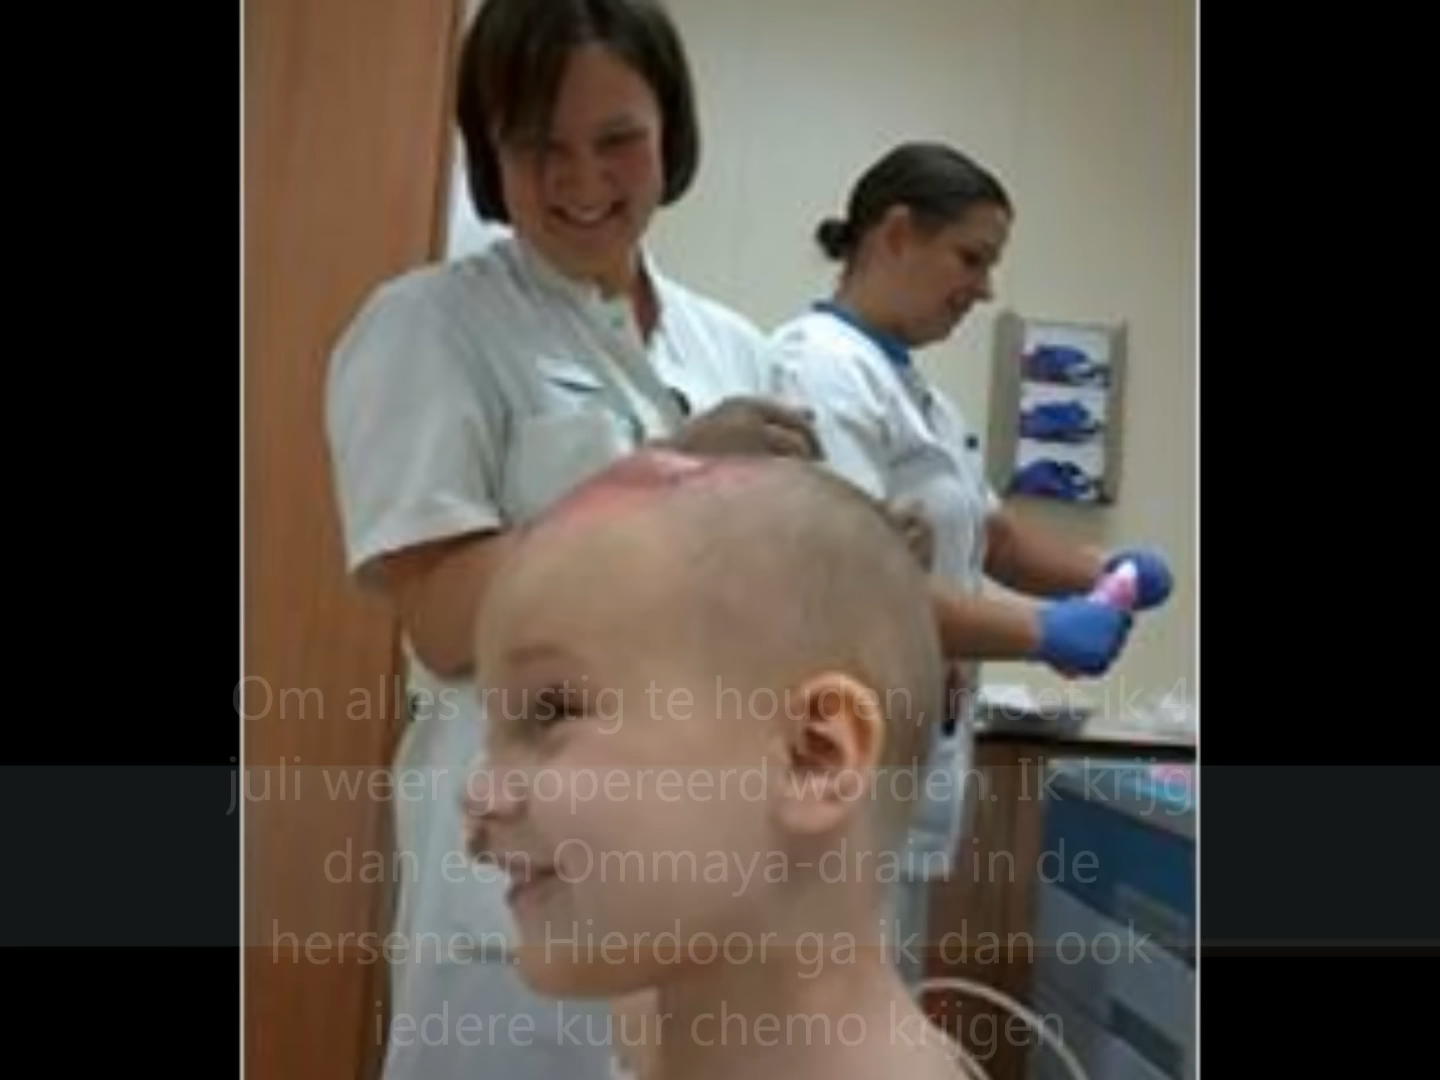 Om alles rustig te houden, moet ik 4
juli weer geopereerd worden. Ik krijg
dan een Ommaya-drain in de
hersenen. Hierdoor ga ik dan ook
iedere kuur chemo krijgen